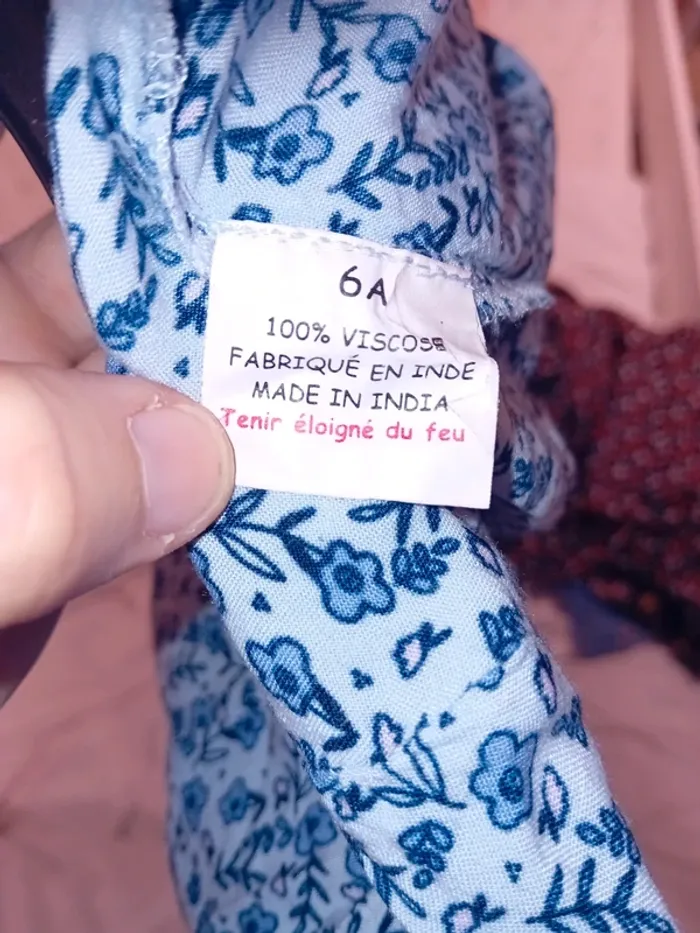 6A
100% VISCOSE
FABRIQUÉ EN INDE
MADE IN INDIA
Tenir éloigné du feu